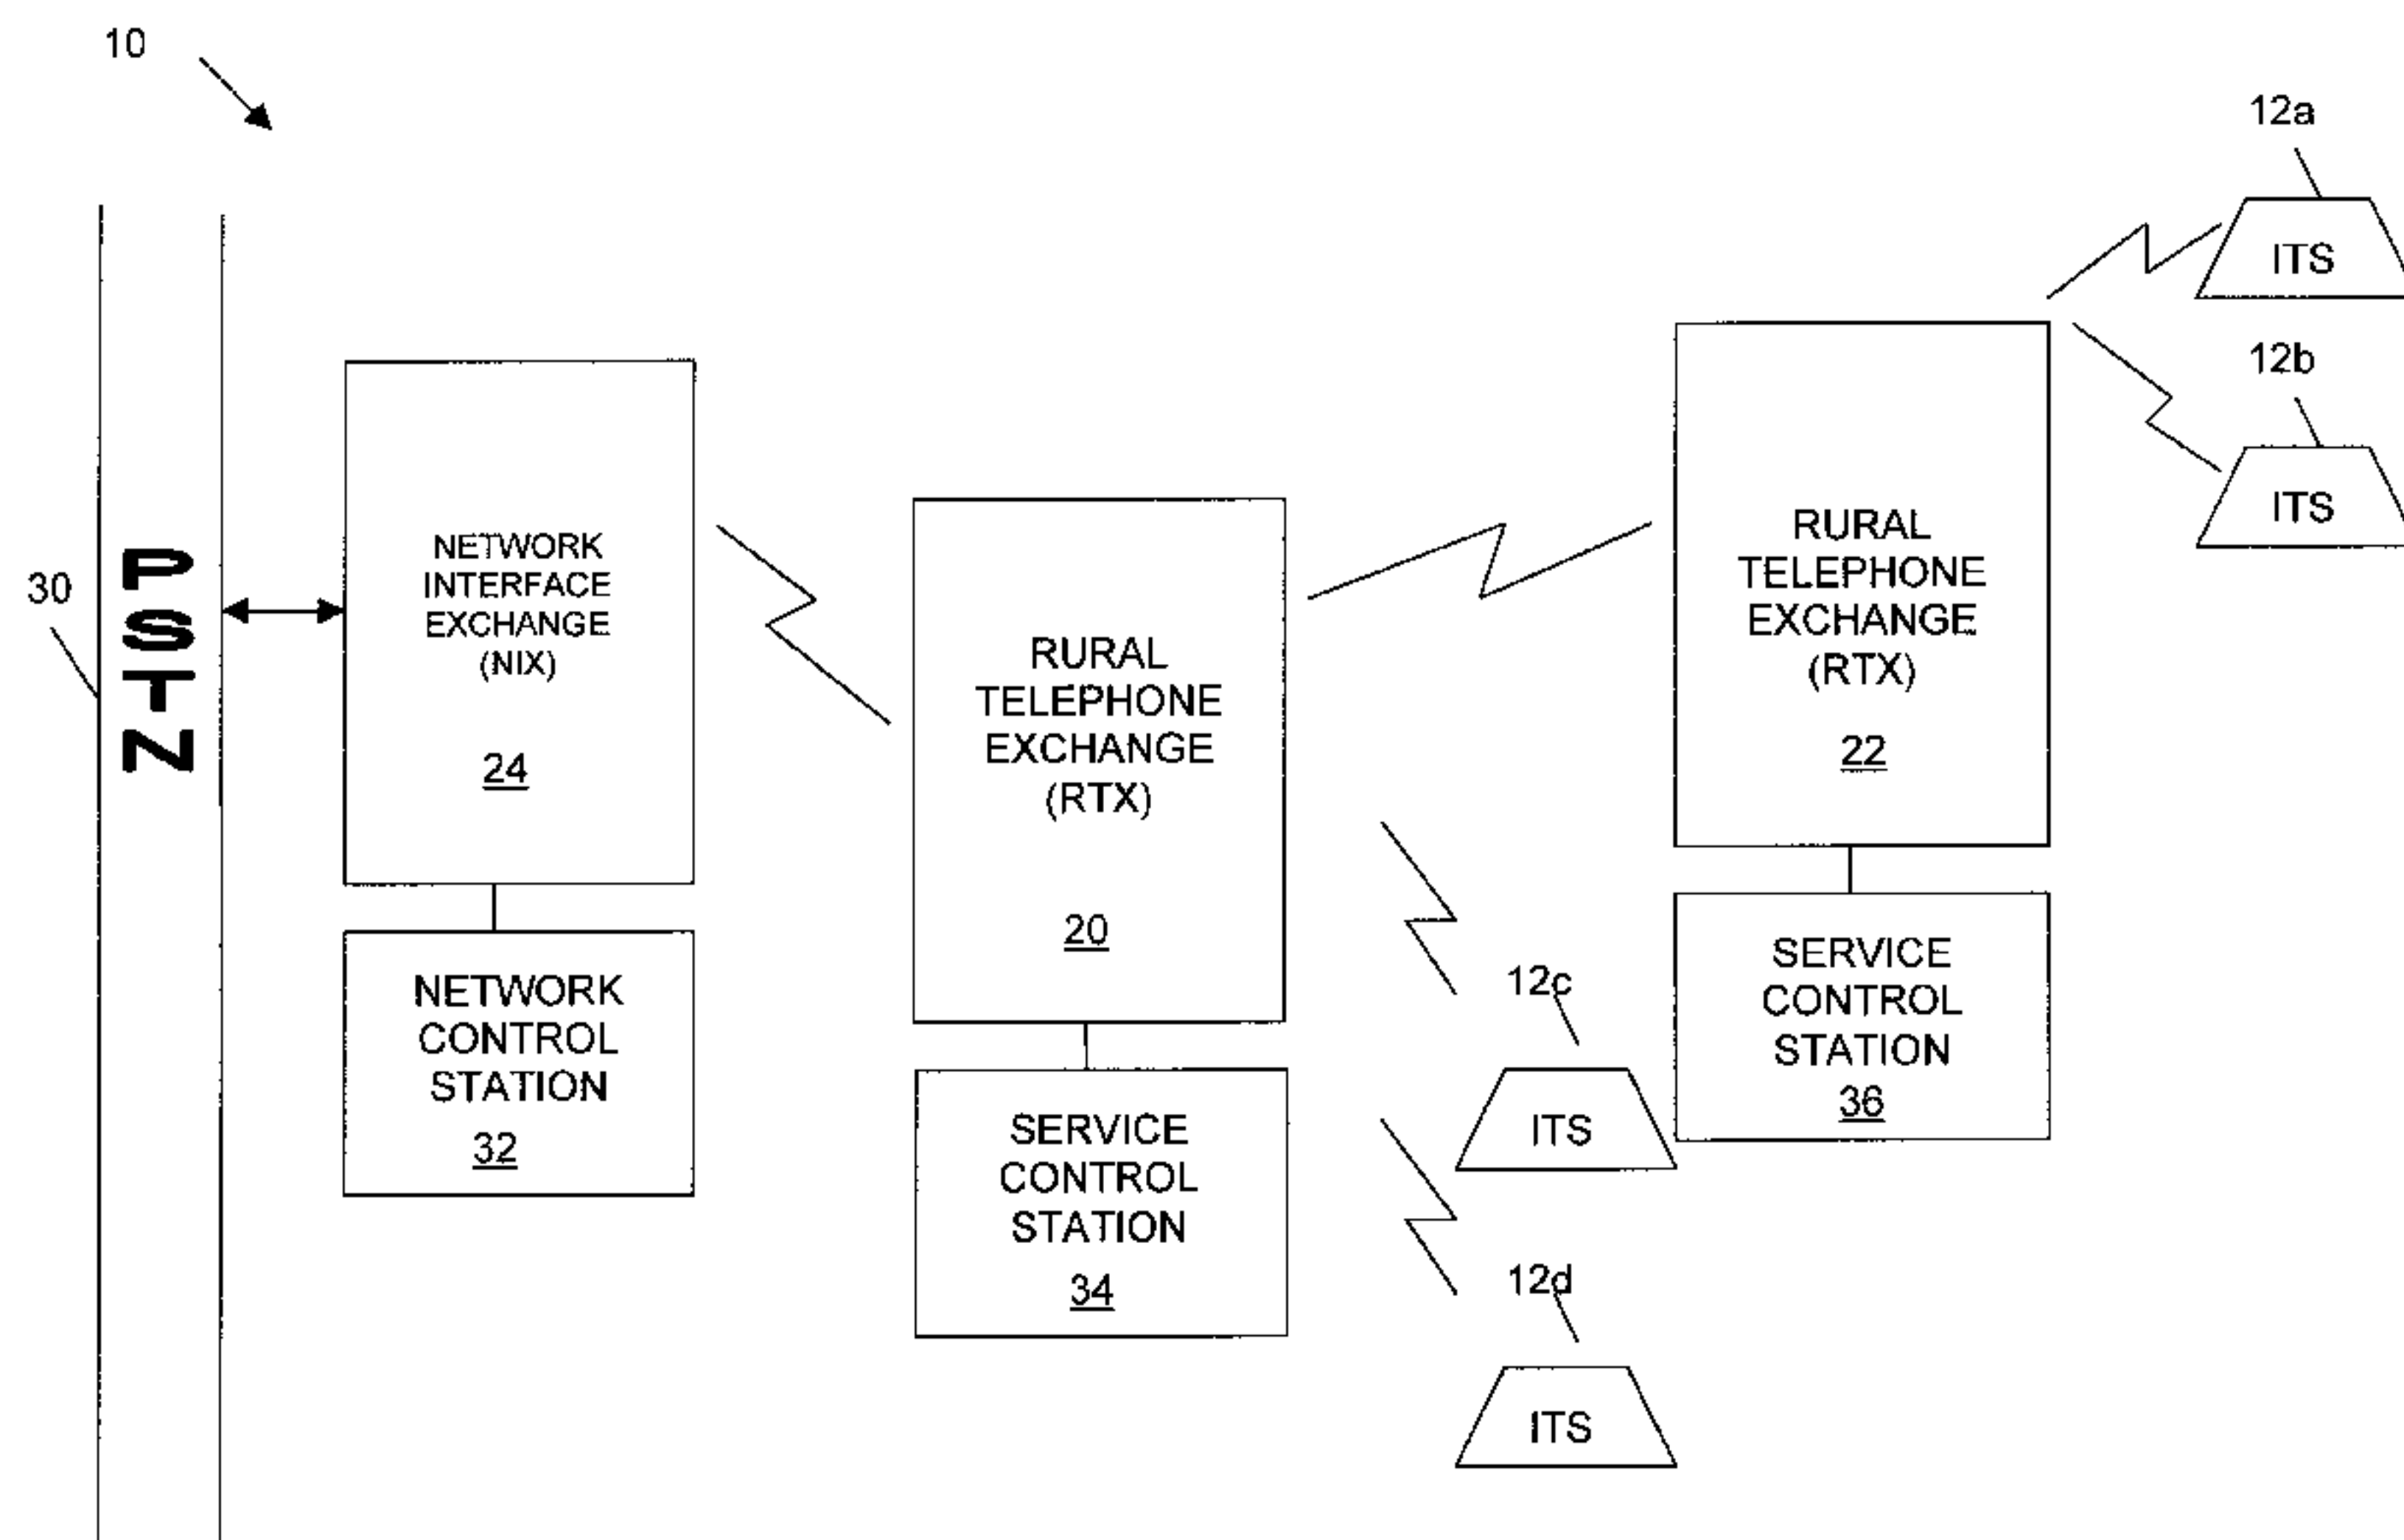 10
12a
ITS
12b
ITS
30
PSTN
NETWORK
INTERFACE
EXCHANGE
(NIX)
24
RURAL
TELEPHONE
EXCHANGE
(RTX)
20
RURAL
TELEPHONE
EXCHANGE
(RTX)
22
NETWORK
CONTROL
STATION
32
SERVICE
CONTROL
STATION
34
12c
ITS
12d
ITS
SERVICE
CONTROL
STATION
36